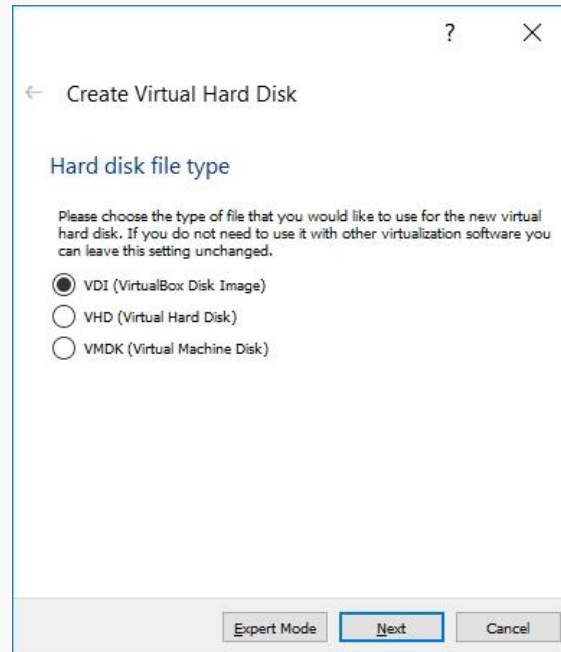 ?
Create Virtual Hard Disk
Hard disk file type
Please choose the type of file that you would like to use for the new virtual
hard disk. If you do not need to use it with other virtualization software you
can leave this setting unchanged.
VDI (VirtualBox Disk Image)
VHD (Virtual Hard Disk)
VMDK (Virtual Machine Disk)
Expert Mode Next Cancel